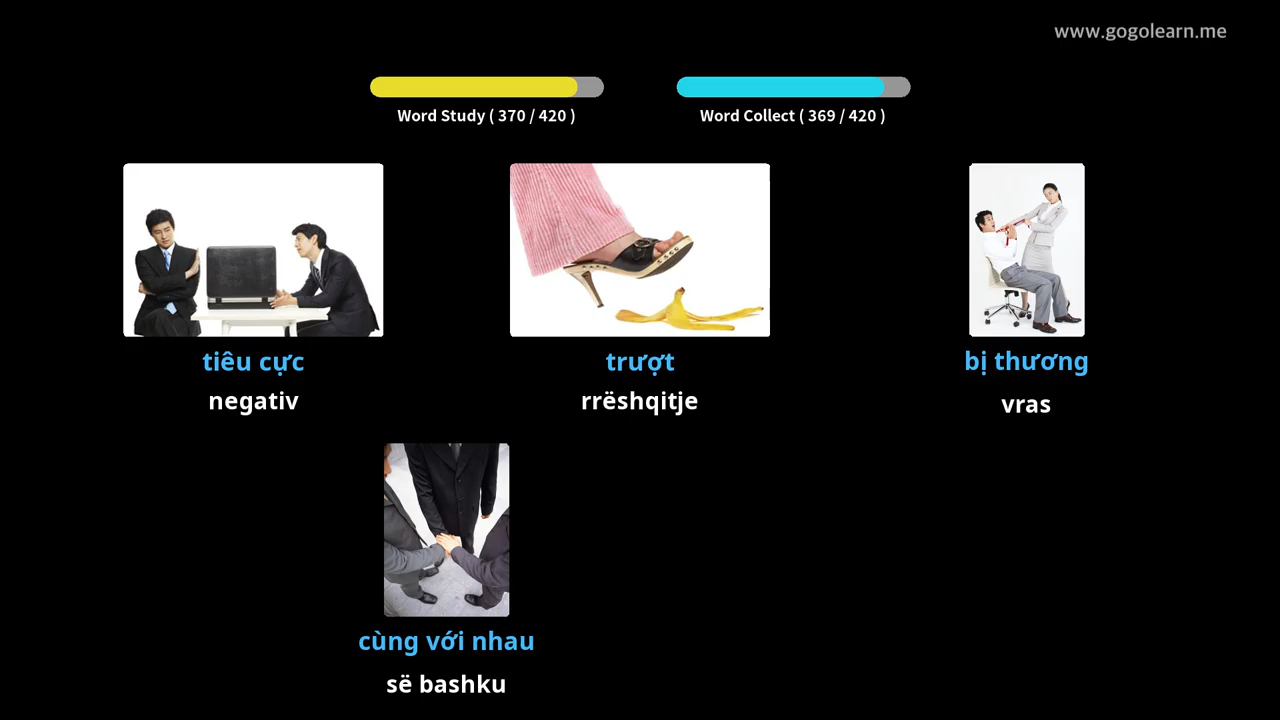 www.gogolearn.me
Word Study ( 370 / 420 )
Word Collect ( 369 / 420 )
tiêu cực
negativ
trượt
rrëshqitje
bị thương
vras
cùng với nhau
së bashku